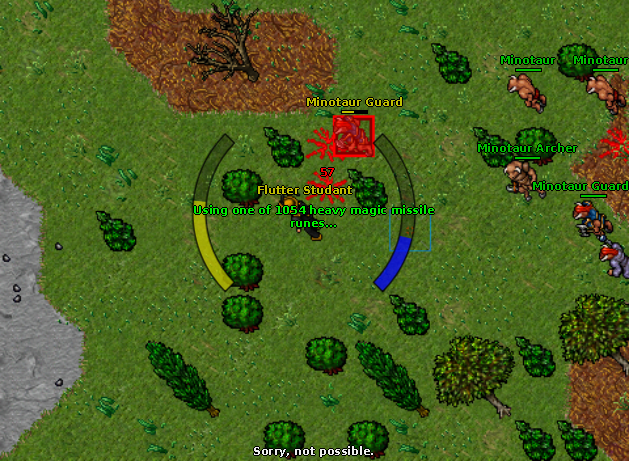 Minotaur
Minotaur
Minotaur Guard
Minotaur Archer
57
Minotaur Guard
Flutter Studant
Using one of 1054 heavy magic missile
runes...
Sorry, not possible.